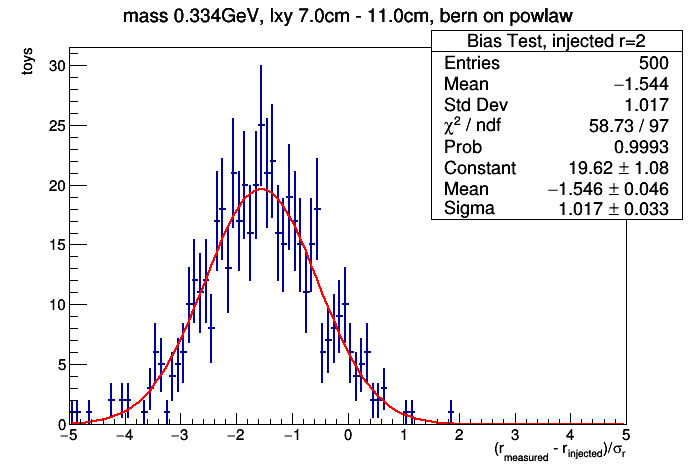 mass 0.334GeV, lxy 7.0cm - 11.0cm, bern on powlaw
Bias Test, injected r=2
Entries 500
Mean −1.544
Std Dev 1.017
χ² / ndf 58.73 / 97
Prob 0.9993
Constant 19.62 ± 1.08
Mean −1.546 ± 0.046
Sigma 1.017 ± 0.033
toys
30
25
20
15
10
5
0
−5 −4 −3 −2 −1 0 1 2 3 4 5
(r_measured - r_injected)/σ_r